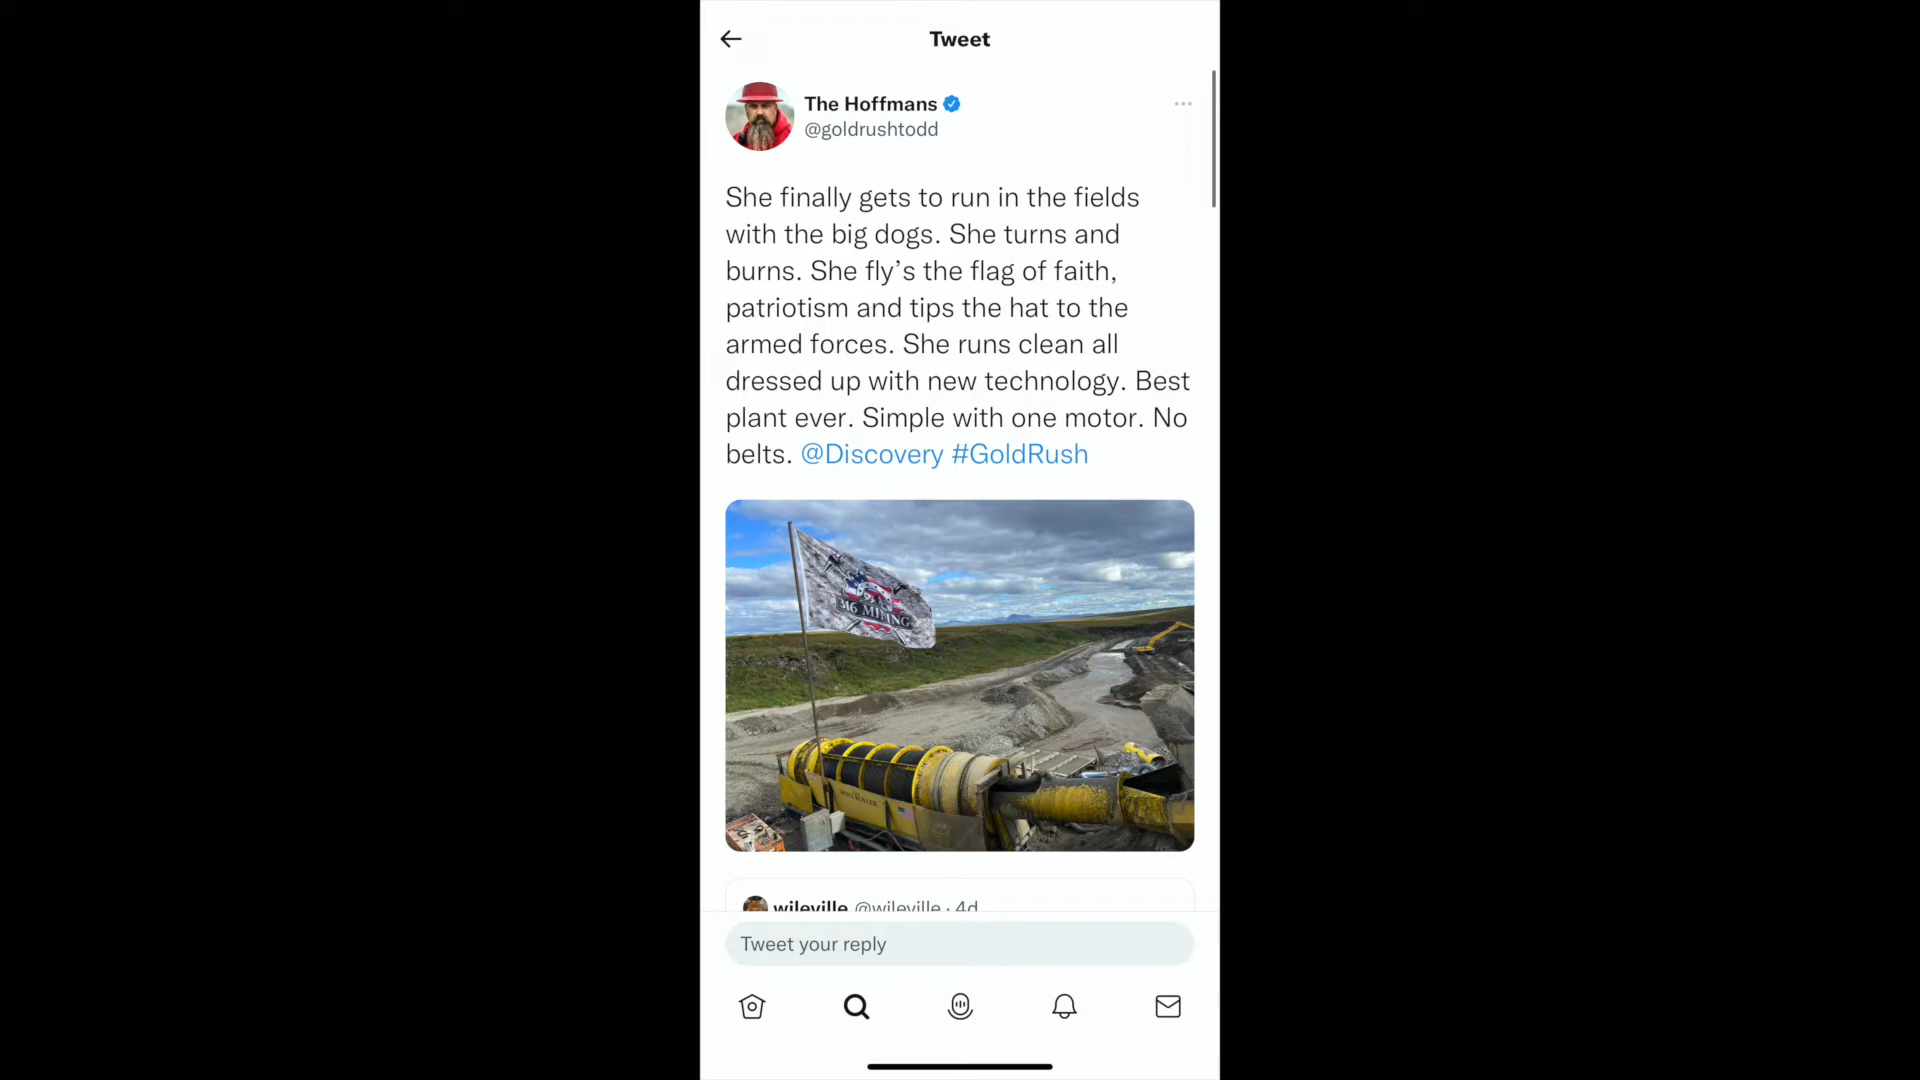 Tweet
The Hoffmans
@goldrushtodd
She finally gets to run in the fields
with the big dogs. She turns and
burns. She fly’s the flag of faith,
patriotism and tips the hat to the
armed forces. She runs clean all
dressed up with new technology. Best
plant ever. Simple with one motor. No
belts. @Discovery #GoldRush
316 MINING
wileville @wileville · 4d
Tweet your reply